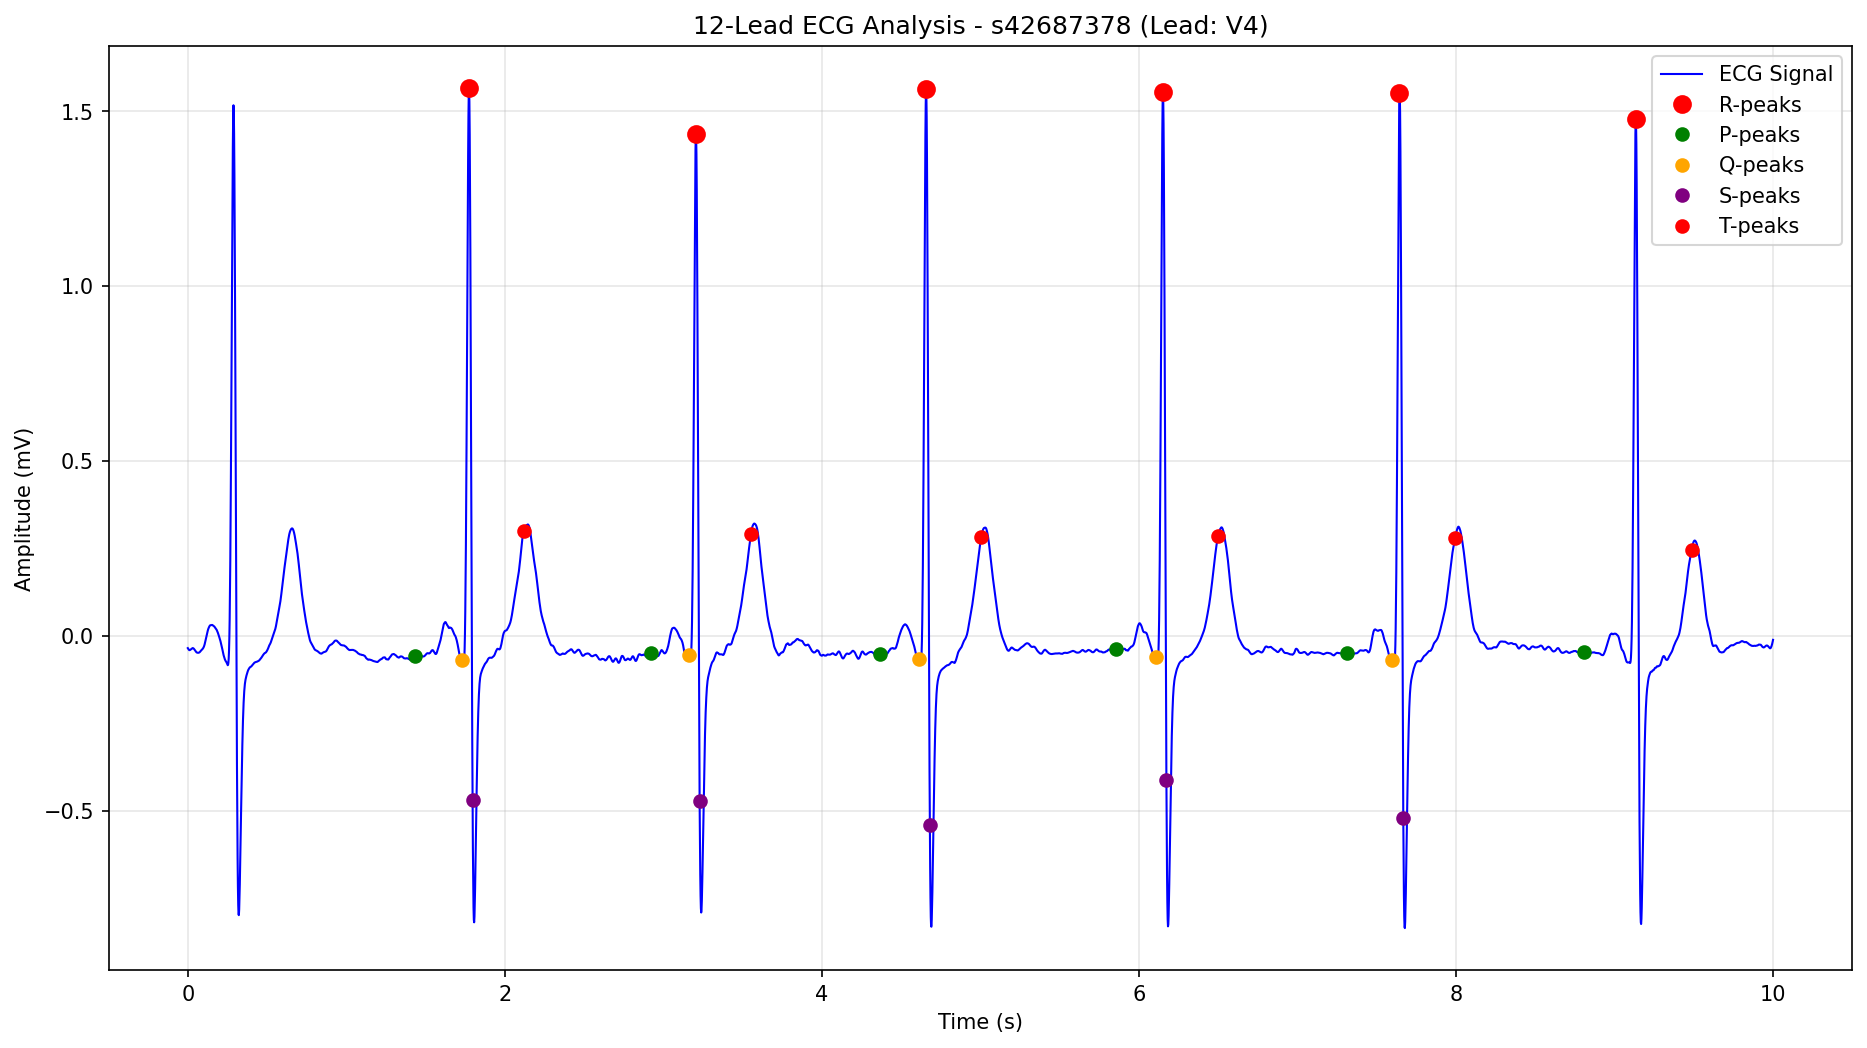 12-Lead ECG Analysis - s42687378 (Lead: V4)
ECG Signal
R-peaks
P-peaks
Q-peaks
S-peaks
T-peaks
1.5
1.0
0.5
0.0
−0.5
Amplitude (mV)
0 2 4 6 8 10
Time (s)